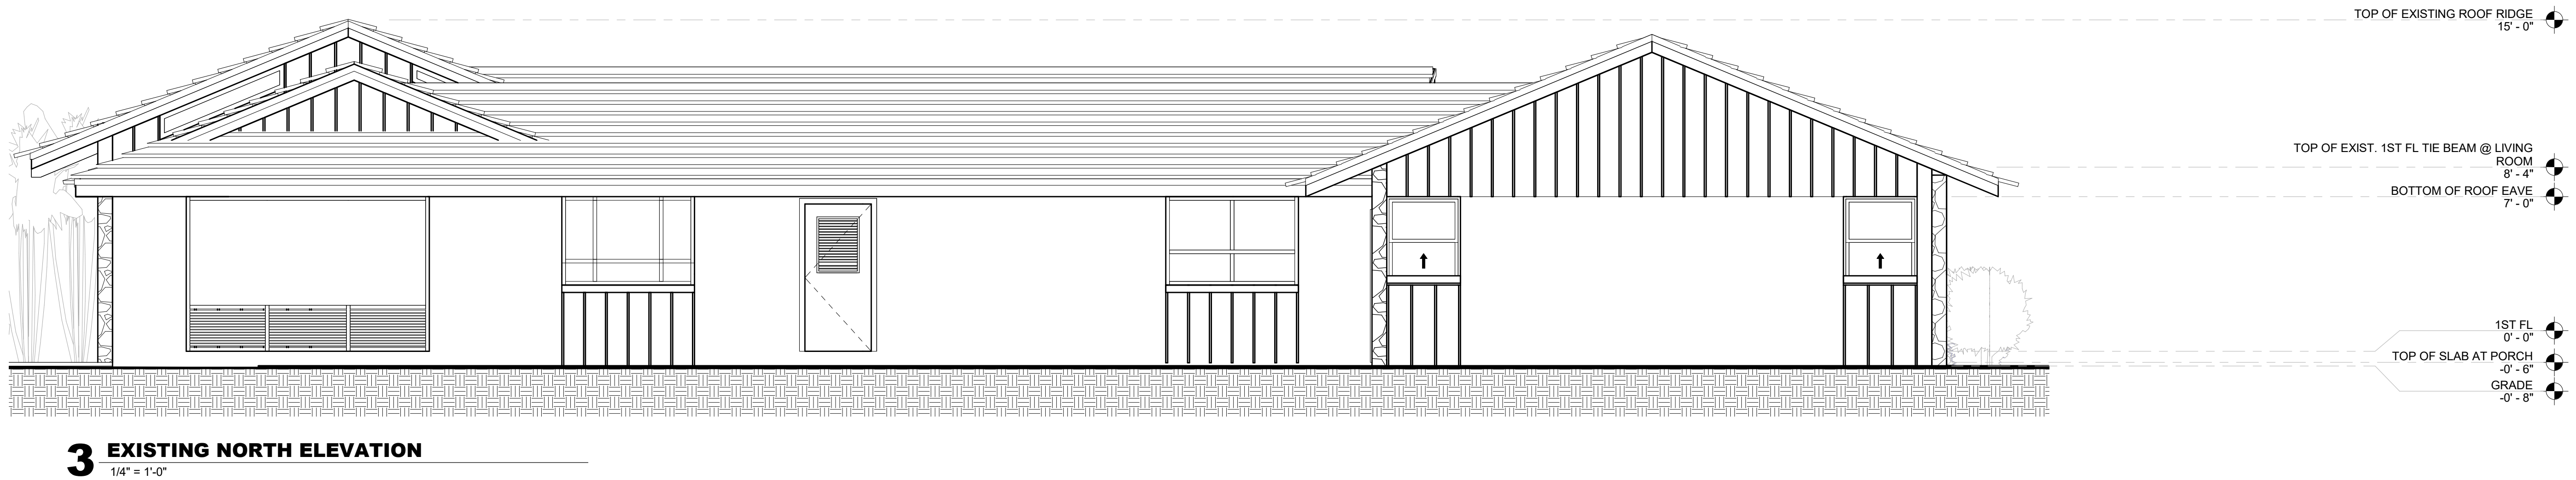 TOP OF EXISTING ROOF RIDGE
15' - 0"
TOP OF EXIST. 1ST FL TIE BEAM @ LIVING
ROOM
8' - 4"
BOTTOM OF ROOF EAVE
7' - 0"
1ST FL
0' - 0"
TOP OF SLAB AT PORCH
-0' - 6"
GRADE
-0' - 8"
3 EXISTING NORTH ELEVATION
1/4" = 1'-0"